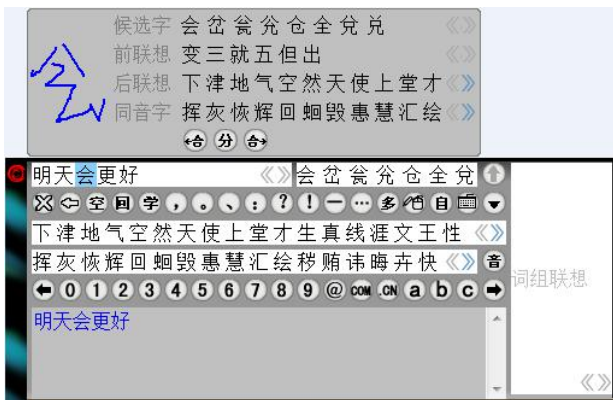 会
候选字 会岔瓮兊仓全兌兑 《》
前联想 变三就五但出 《》
后联想 下津地气空然天使上堂才《》
同音字 挥灰恢辉回蛔毁惠慧汇绘《》
合 分 合
明天会更好 《》 会岔瓮兊仓全兌
空 回 学 ， 。 、 ： ？ ！ 一 … 多 自
下津地气空然天使上堂才生真线涯文王性 《》
挥灰恢辉回蛔毁惠慧汇绘秽贿讳晦卉快 《》 音
0 1 2 3 4 5 6 7 8 9 @ COM .CN a b c
明天会更好
词组联想
《》